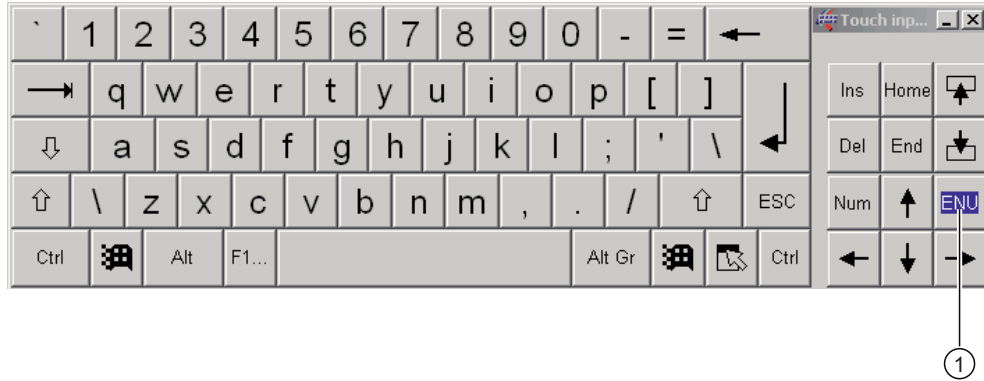 ` 1 2 3 4 5 6 7 8 9 0 - = Touch inp...
q w e r t y u i o p [ ] Ins Home
a s d f g h j k l ; ' \ Del End
\ z x c v b n m , . / ESC Num ENU
Ctrl Alt F1... Alt Gr Ctrl
1